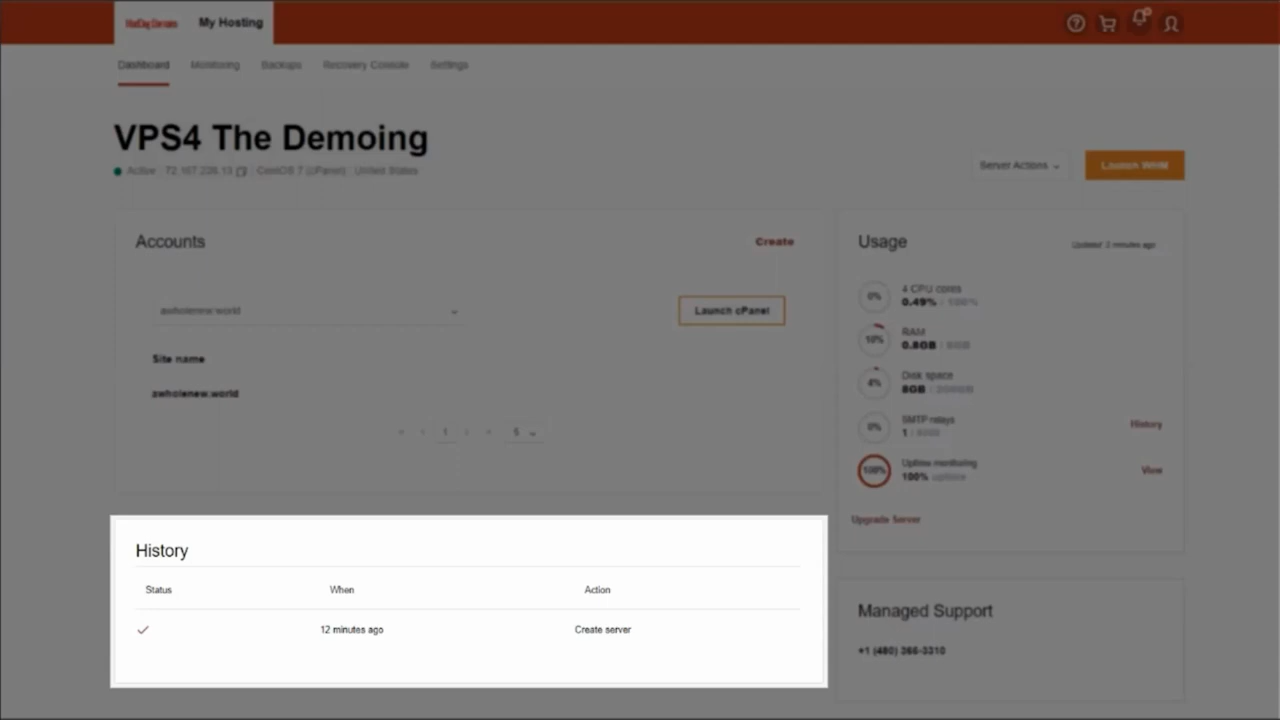 My Hosting
Dashboard Monitoring Backups Recovery Console Settings
VPS4 The Demoing
Active CentOS 7 (cPanel) United States
Server Actions Launch WHM
Accounts Create
awholenew.world
Launch cPanel
Site name
awholenew.world
1 5
Usage Updated: 2 minutes ago
0% 4 CPU cores
0.49% / 100%
10% RAM
0.8GB / 8GB
4% Disk space
8GB / 200GB
0% SMTP relays History
1
100% Uptime monitoring View
100% uptime
Upgrade Server
History
Status When Action
12 minutes ago Create server
Managed Support
+1 (480) 366-3310